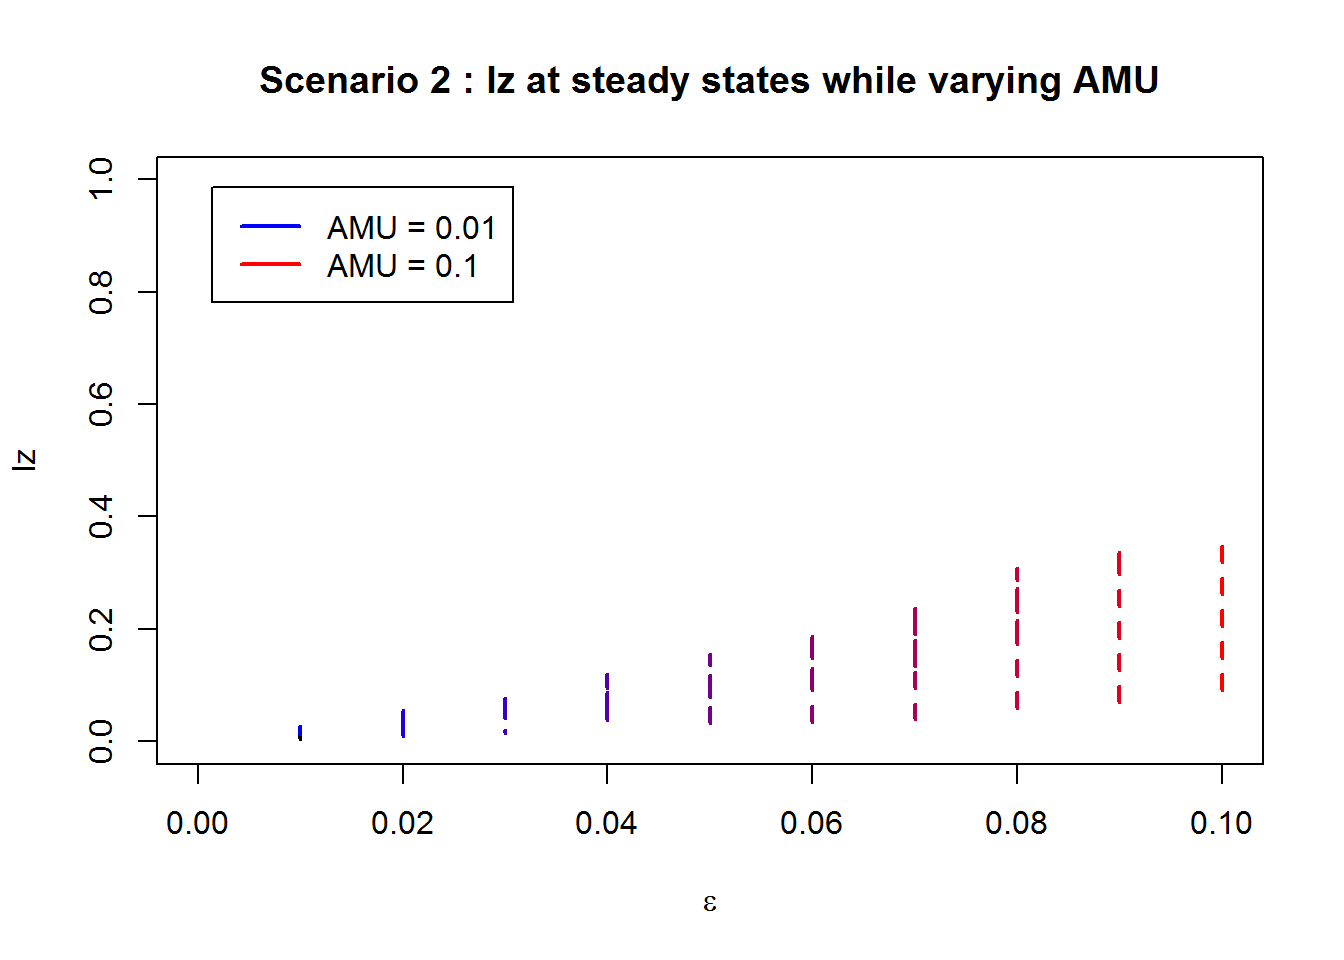 Scenario 2 : Iz at steady states while varying AMU
1.0
0.8
0.6
0.4
0.2
0.0
Iz
AMU = 0.01
AMU = 0.1
0.00 0.02 0.04 0.06 0.08 0.10
ε